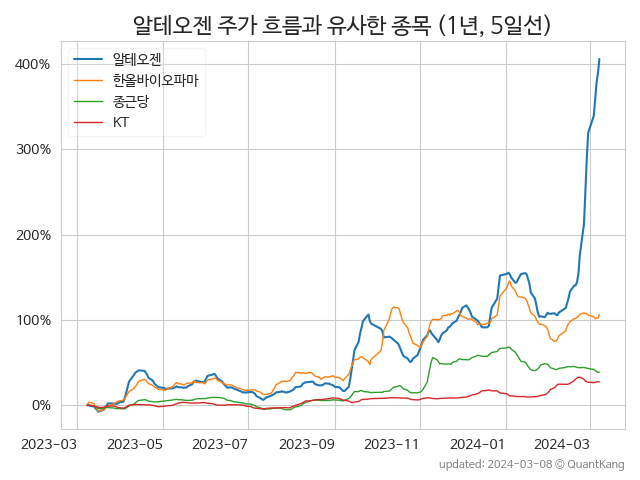 알테오젠 주가 흐름과 유사한 종목 (1년, 5일선)
알테오젠
한올바이오파마
종근당
KT
400%
300%
200%
100%
0%
2023-03 2023-05 2023-07 2023-09 2023-11 2024-01 2024-03
updated: 2024-03-08 © QuantKang